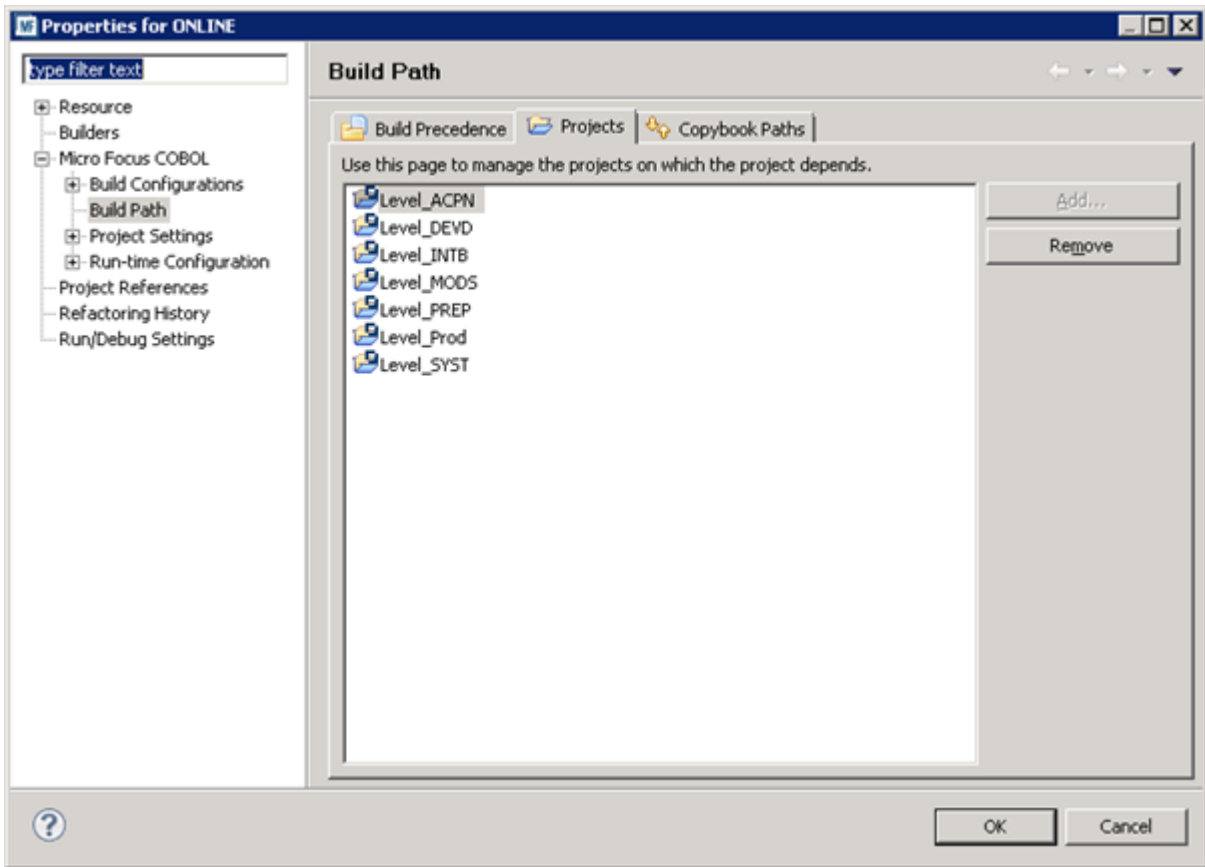 Properties for ONLINE
type filter text
Resource
Builders
Micro Focus COBOL
Build Configurations
Build Path
Project Settings
Run-time Configuration
Project References
Refactoring History
Run/Debug Settings
Build Path
Build Precedence Projects Copybook Paths
Use this page to manage the projects on which the project depends.
Level_ACPN
Level_DEVD
Level_INTB
Level_MODS
Level_PREP
Level_Prod
Level_SYST
Add...
Remove
OK Cancel